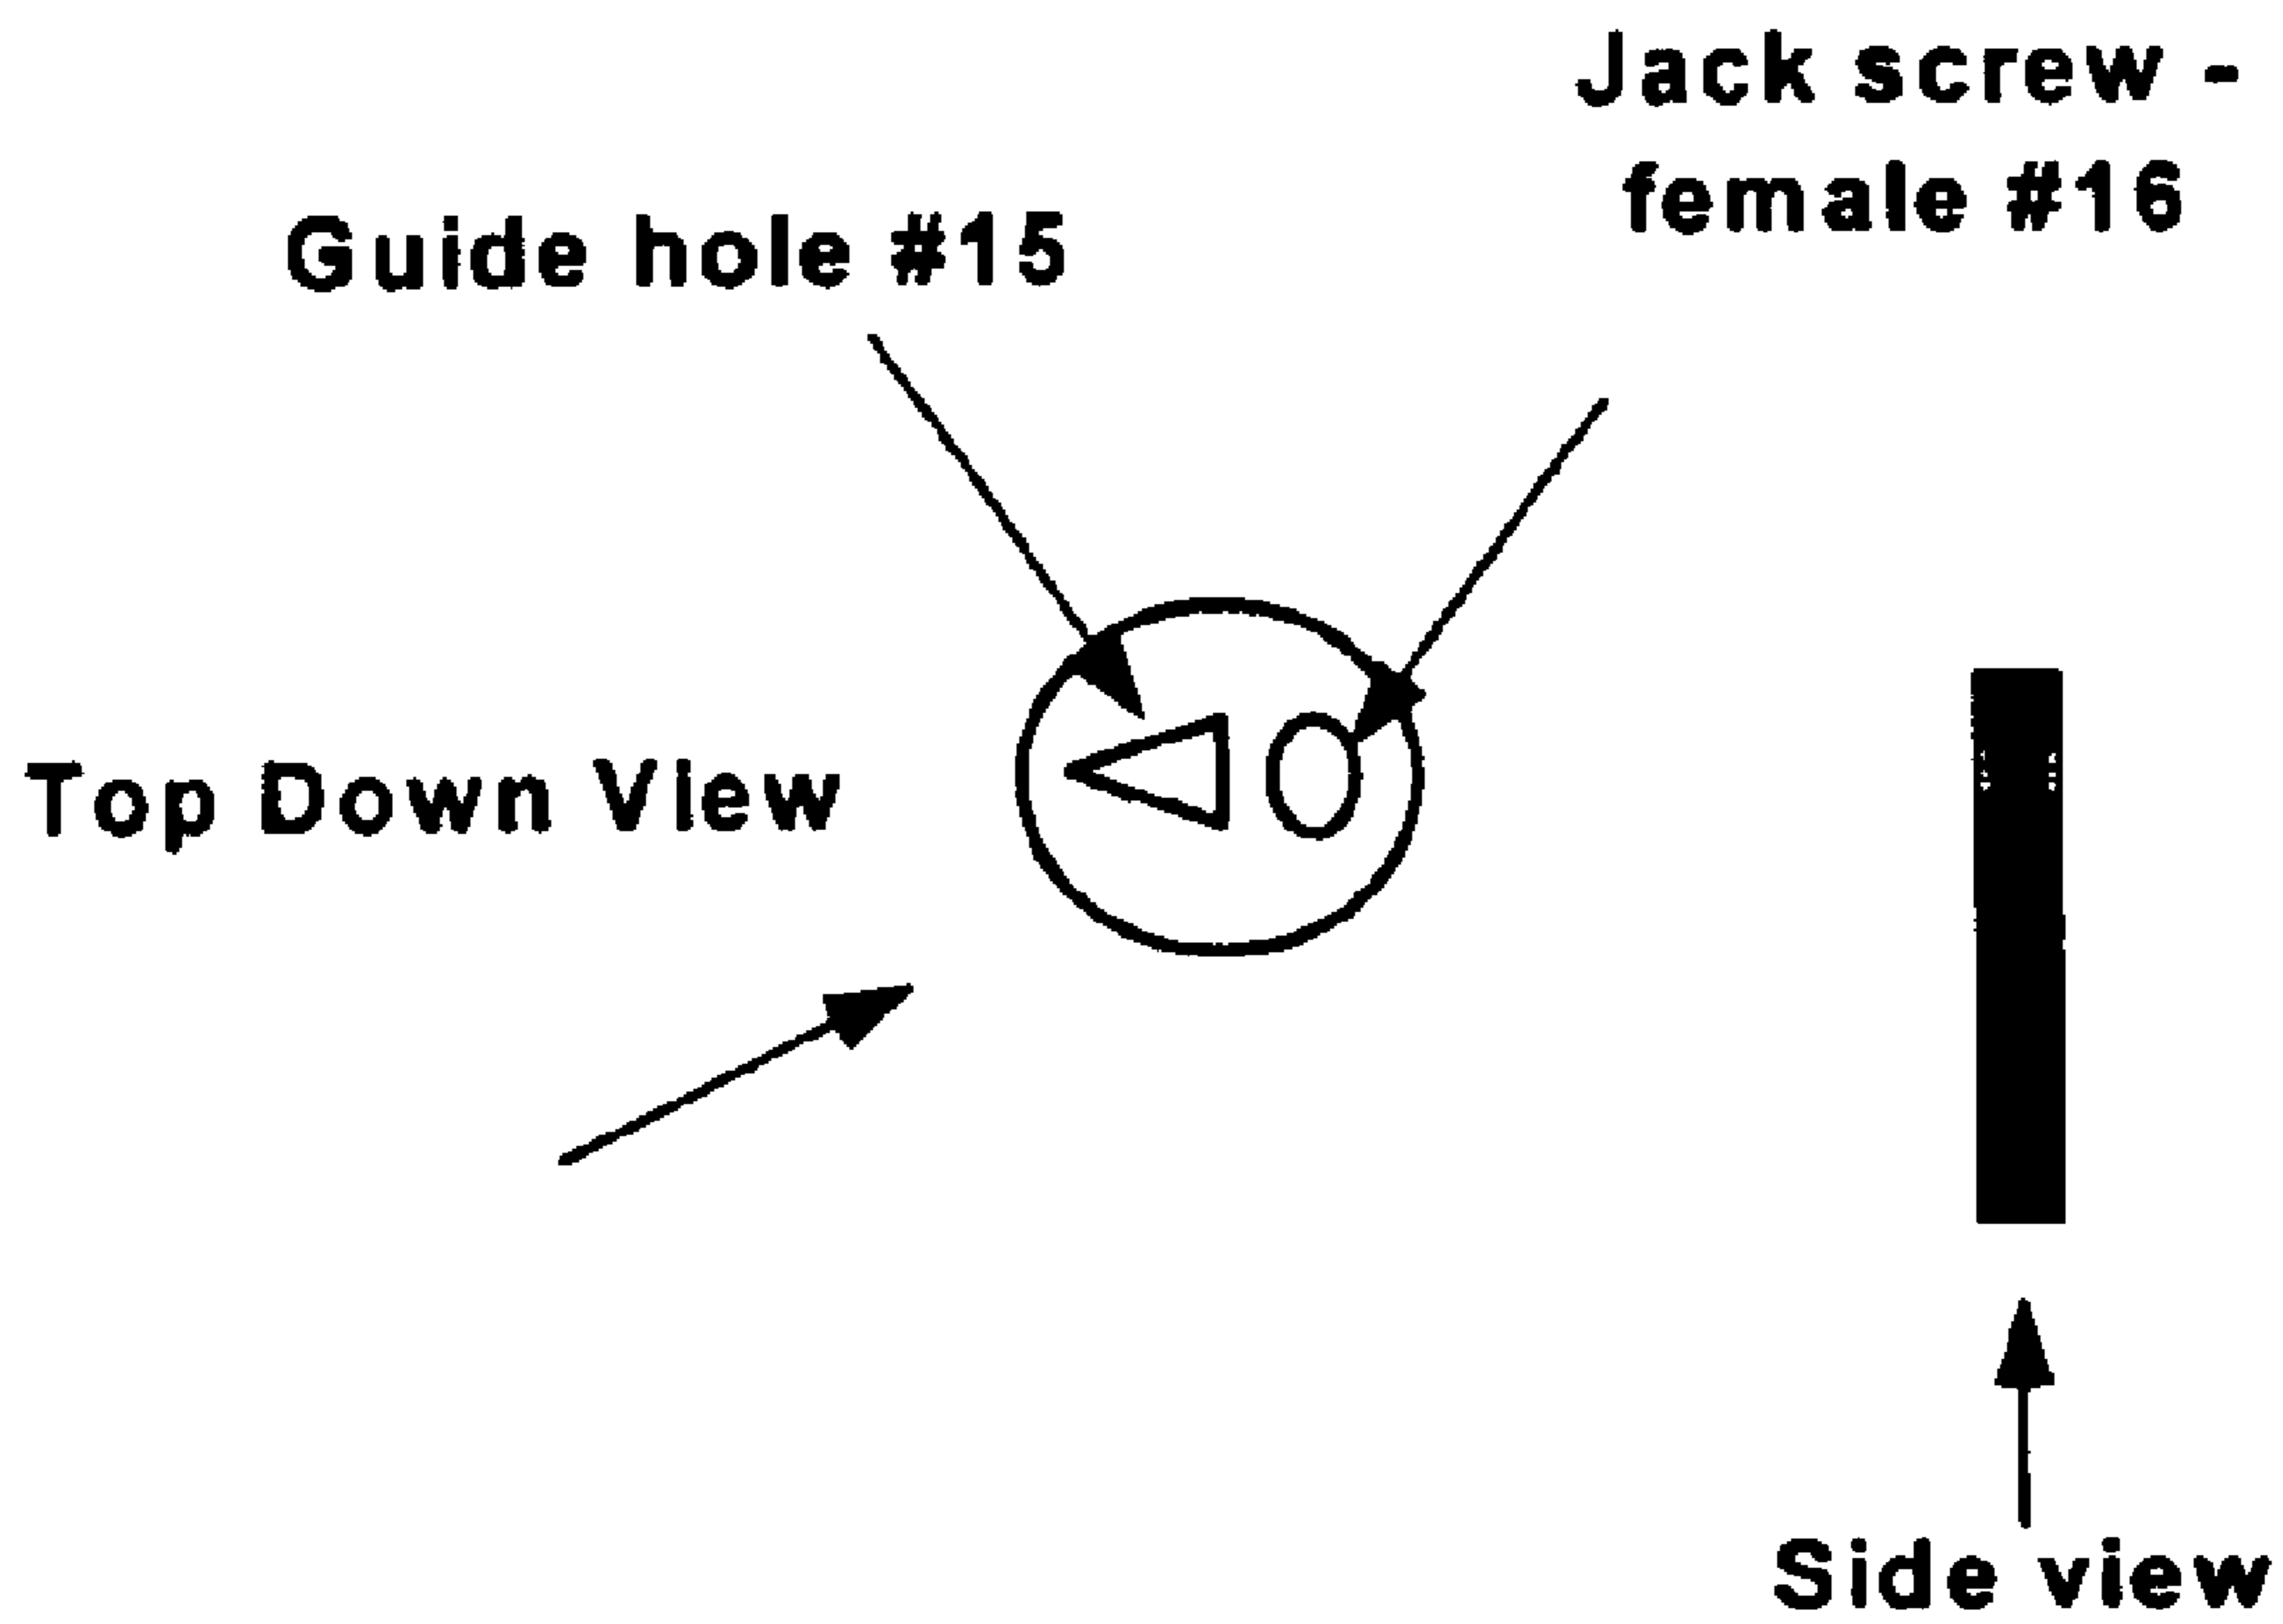 Jack screw -
female #16
Guide hole #15
Top Down View
Side view